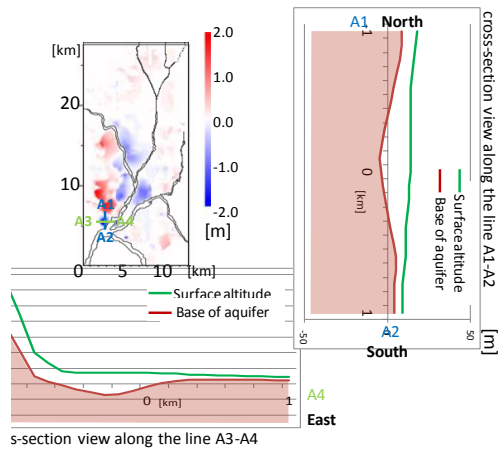 [km]
20
10
0
0 5 10 [km]
A1
A3 A4
A2
2.0
1.0
0.0
-1.0
-2.0
[m]
A1 North
1
0
[km]
1
A2
South
-50
50
[m]
Surface altitude
Base of aquifer
cross-section view along the line A1-A2
Surface altitude
Base of aquifer
0 [km] 1
A4
East
s-section view along the line A3-A4